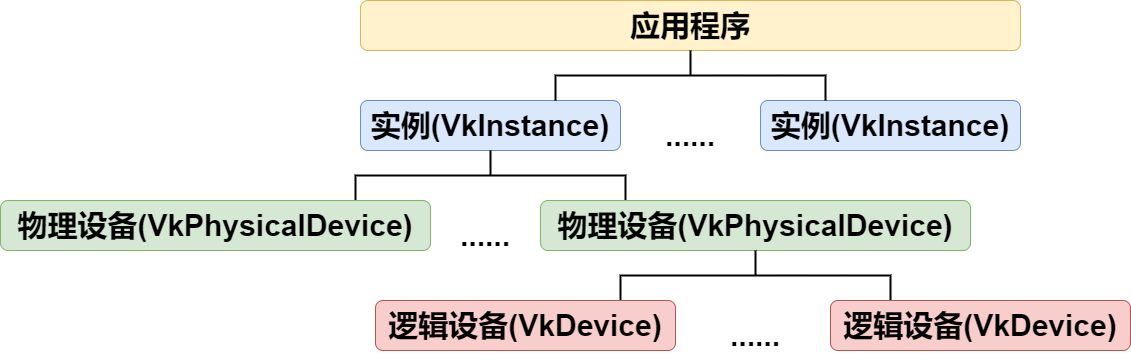 应用程序
实例(VkInstance) ...... 实例(VkInstance)
物理设备(VkPhysicalDevice) ...... 物理设备(VkPhysicalDevice)
逻辑设备(VkDevice) ...... 逻辑设备(VkDevice)